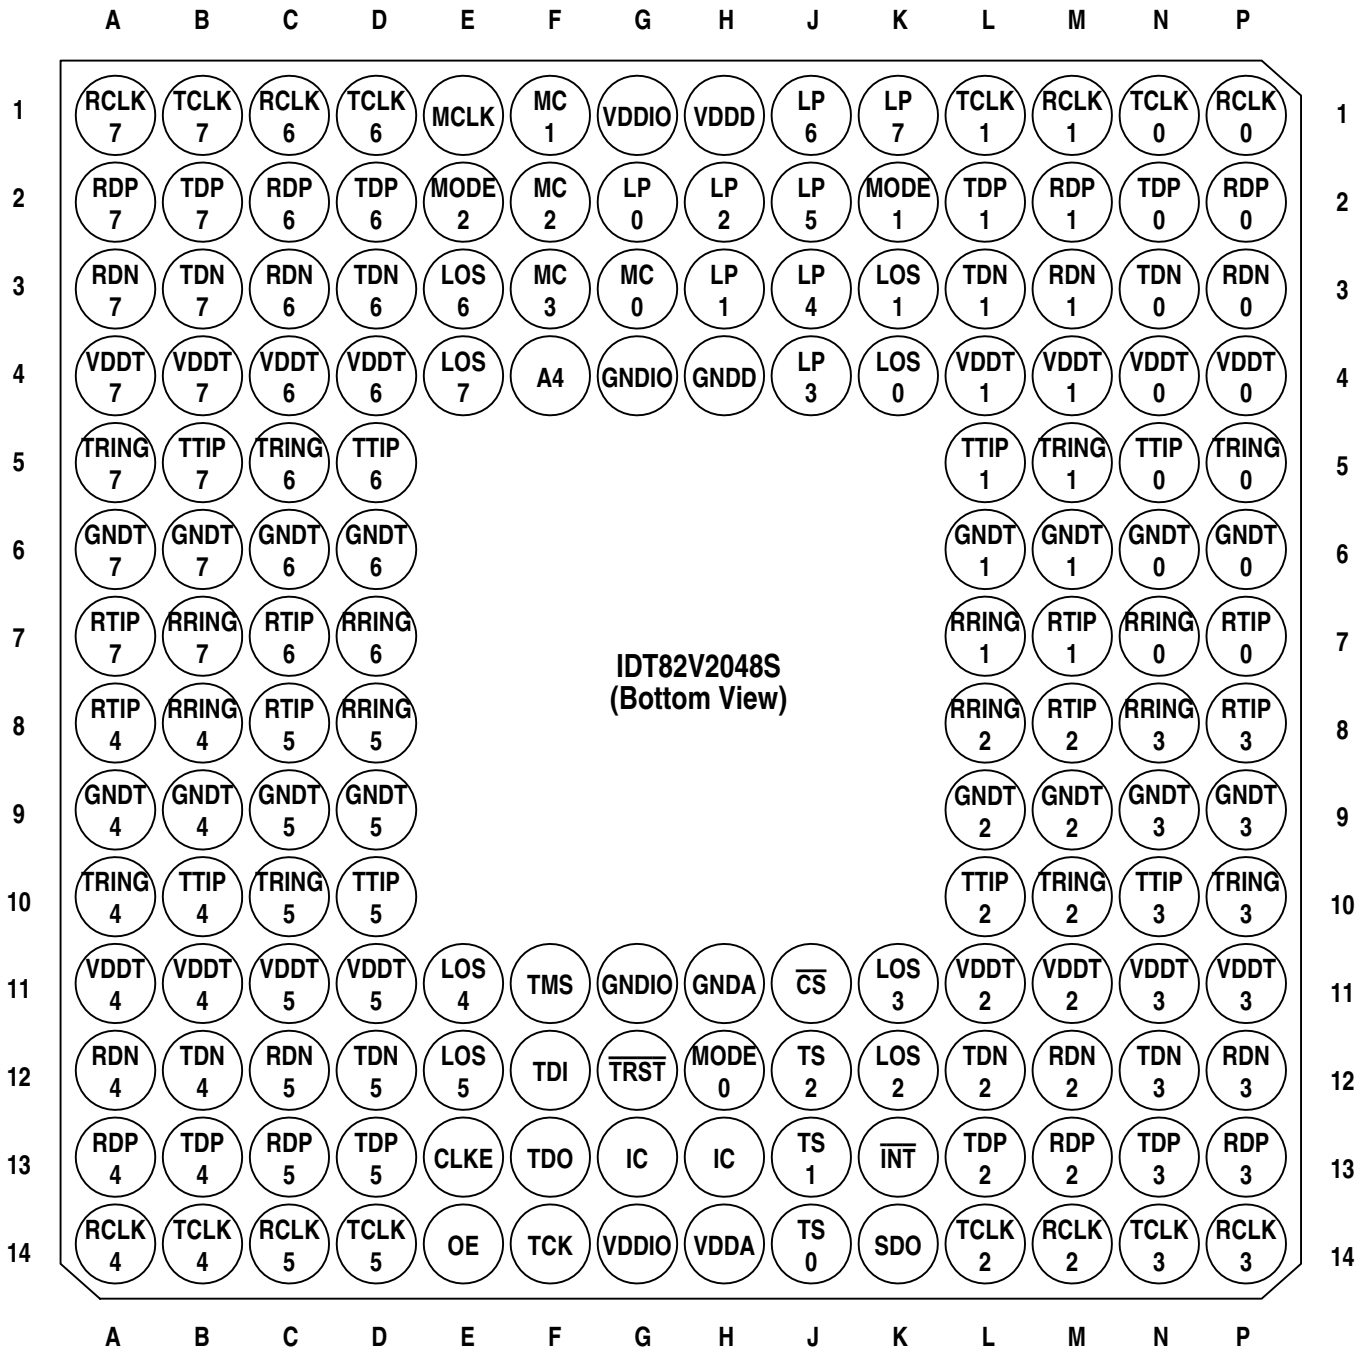 A B C D E F G H J K L M N P
1 RCLK TCLK RCLK TCLK MCLK MC VDDIO VDDD LP LP TCLK RCLK TCLK RCLK 1
7 7 6 6 1 6 7 1 1 0 0
2 RDP TDP RDP TDP MODE MC LP LP LP MODE TDP RDP TDP RDP 2
7 7 6 6 2 2 0 2 5 1 1 1 0 0
3 RDN TDN RDN TDN LOS MC MC LP LP LOS TDN RDN TDN RDN 3
7 7 6 6 6 3 0 1 4 1 1 1 0 0
4 VDDT VDDT VDDT VDDT LOS A4 GNDIO GNDD LP LOS VDDT VDDT VDDT VDDT 4
7 7 6 6 7 3 0 1 1 0 0
5 TRING TTIP TRING TTIP TTIP TRING TTIP TRING 5
7 7 6 6 1 1 0 0
6 GNDT GNDT GNDT GNDT GNDT GNDT GNDT GNDT 6
7 7 6 6 1 1 0 0
7 RTIP RRING RTIP RRING RRING RTIP RRING RTIP 7
7 7 6 6 1 1 0 0
IDT82V2048S
(Bottom View)
8 RTIP RRING RTIP RRING RRING RTIP RRING RTIP 8
4 4 5 5 2 2 3 3
9 GNDT GNDT GNDT GNDT GNDT GNDT GNDT GNDT 9
4 4 5 5 2 2 3 3
10 TRING TTIP TRING TTIP TTIP TRING TTIP TRING 10
4 4 5 5 2 2 3 3
11 VDDT VDDT VDDT VDDT LOS TMS GNDIO GNDA C̅S̅ LOS VDDT VDDT VDDT VDDT 11
4 4 5 5 4 3 2 2 3 3
12 RDN TDN RDN TDN LOS TDI T̅R̅S̅T̅ MODE TS LOS TDN RDN TDN RDN 12
4 4 5 5 5 0 2 2 2 2 3 3
13 RDP TDP RDP TDP CLKE TDO IC IC TS I̅N̅T̅ TDP RDP TDP RDP 13
4 4 5 5 1 2 2 3 3
14 RCLK TCLK RCLK TCLK OE TCK VDDIO VDDA TS SDO TCLK RCLK TCLK RCLK 14
4 4 5 5 0 2 2 3 3
A B C D E F G H J K L M N P